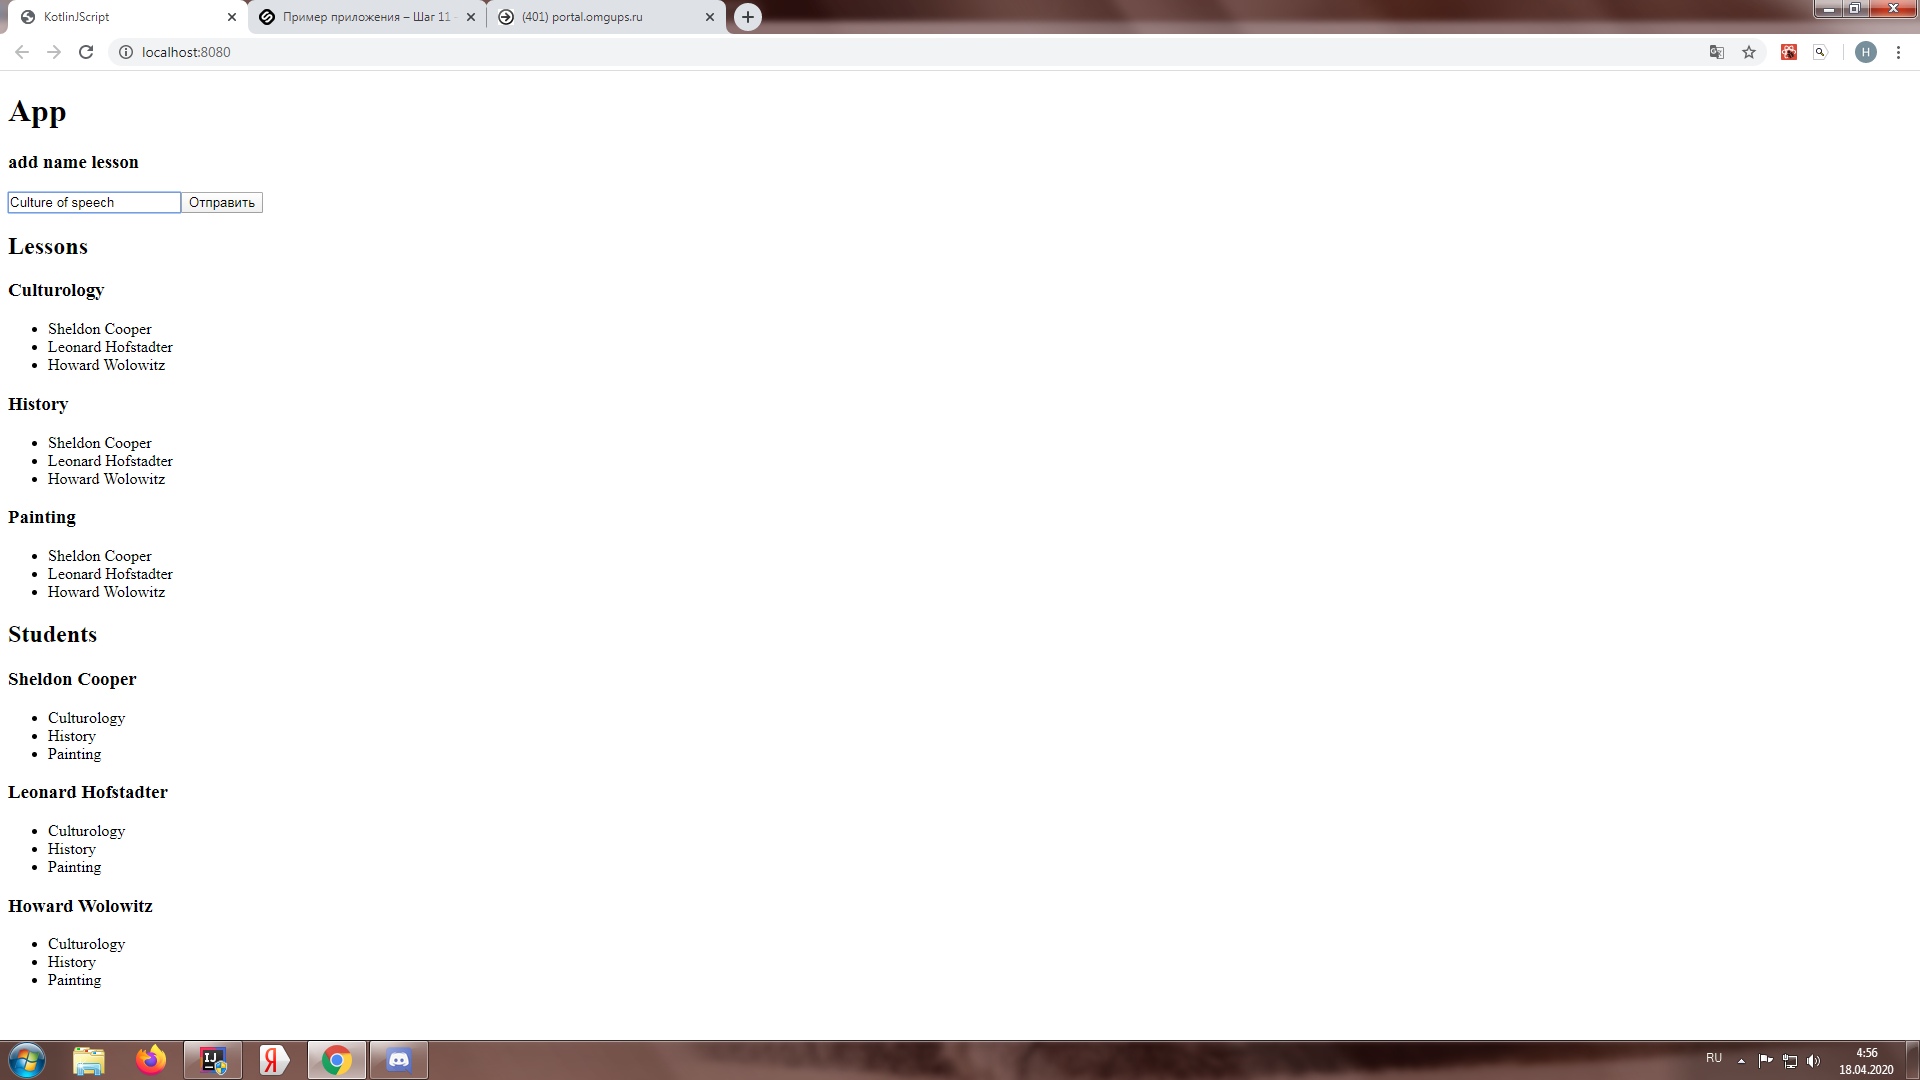 KotlinJScript
Пример приложения – Шаг 11
(401) portal.omgups.ru
localhost:8080
H
App
add name lesson
Culture of speech
Отправить
Lessons
Culturology
Sheldon Cooper
Leonard Hofstadter
Howard Wolowitz
History
Sheldon Cooper
Leonard Hofstadter
Howard Wolowitz
Painting
Sheldon Cooper
Leonard Hofstadter
Howard Wolowitz
Students
Sheldon Cooper
Culturology
History
Painting
Leonard Hofstadter
Culturology
History
Painting
Howard Wolowitz
Culturology
History
Painting
IJ
Я
RU
4:56
18.04.2020